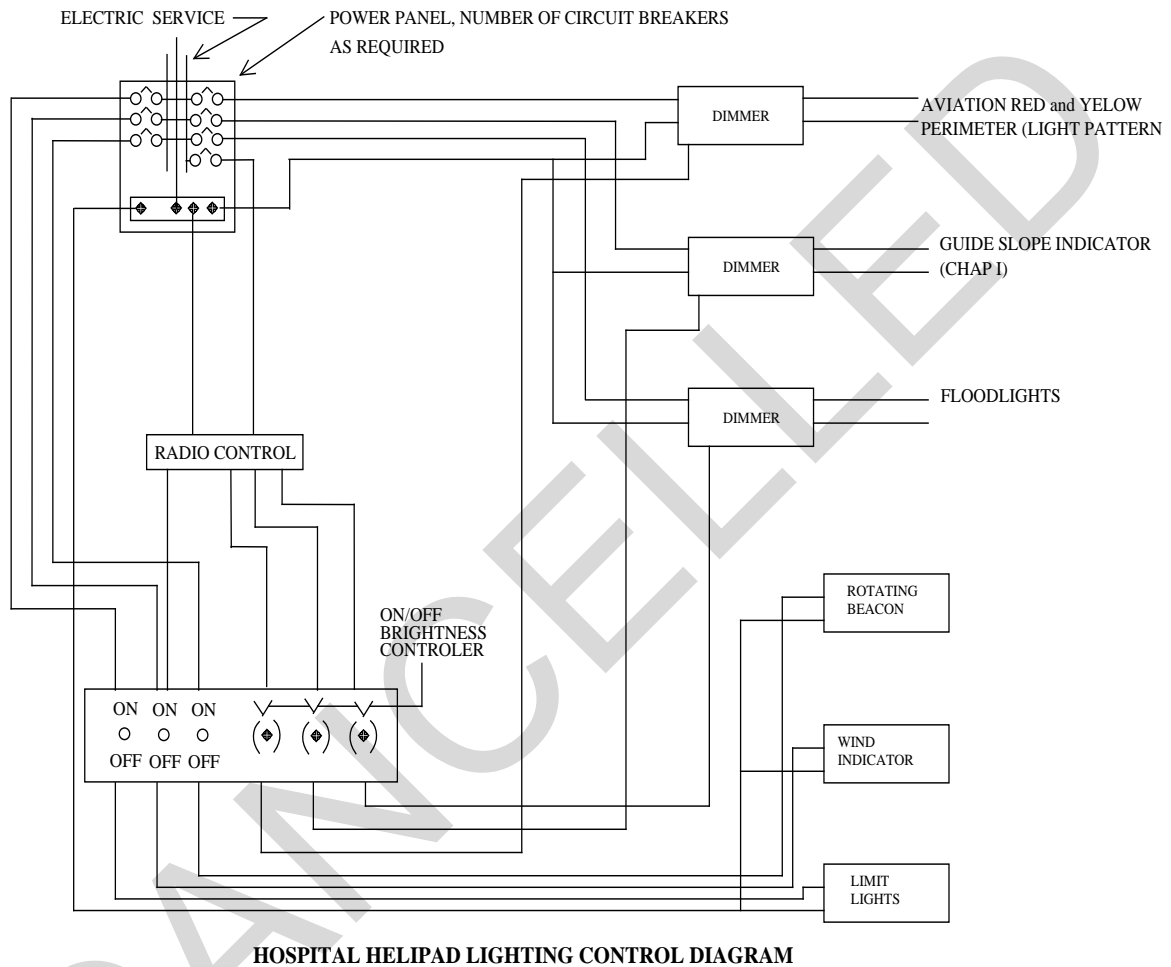 ELECTRIC SERVICE
POWER PANEL, NUMBER OF CIRCUIT BREAKERS
AS REQUIRED
DIMMER
AVIATION RED and YELOW
PERIMETER (LIGHT PATTERN
DIMMER
GUIDE SLOPE INDICATOR
(CHAP I)
DIMMER
FLOODLIGHTS
RADIO CONTROL
ON/OFF
BRIGHTNESS
CONTROLER
ROTATING
BEACON
ON ON ON
OFF OFF OFF
WIND
INDICATOR
LIMIT
LIGHTS
HOSPITAL HELIPAD LIGHTING CONTROL DIAGRAM
CANCELLED